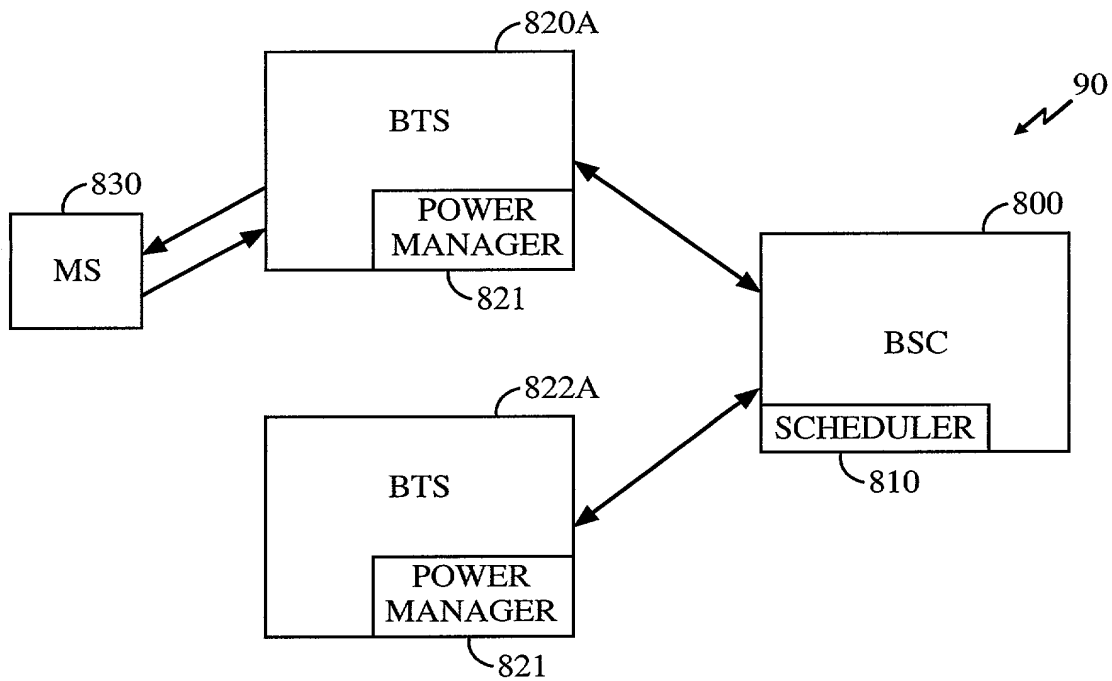 820A
90
BTS
830
POWER
MANAGER
800
MS
821
BSC
822A
SCHEDULER
BTS
810
POWER
MANAGER
821